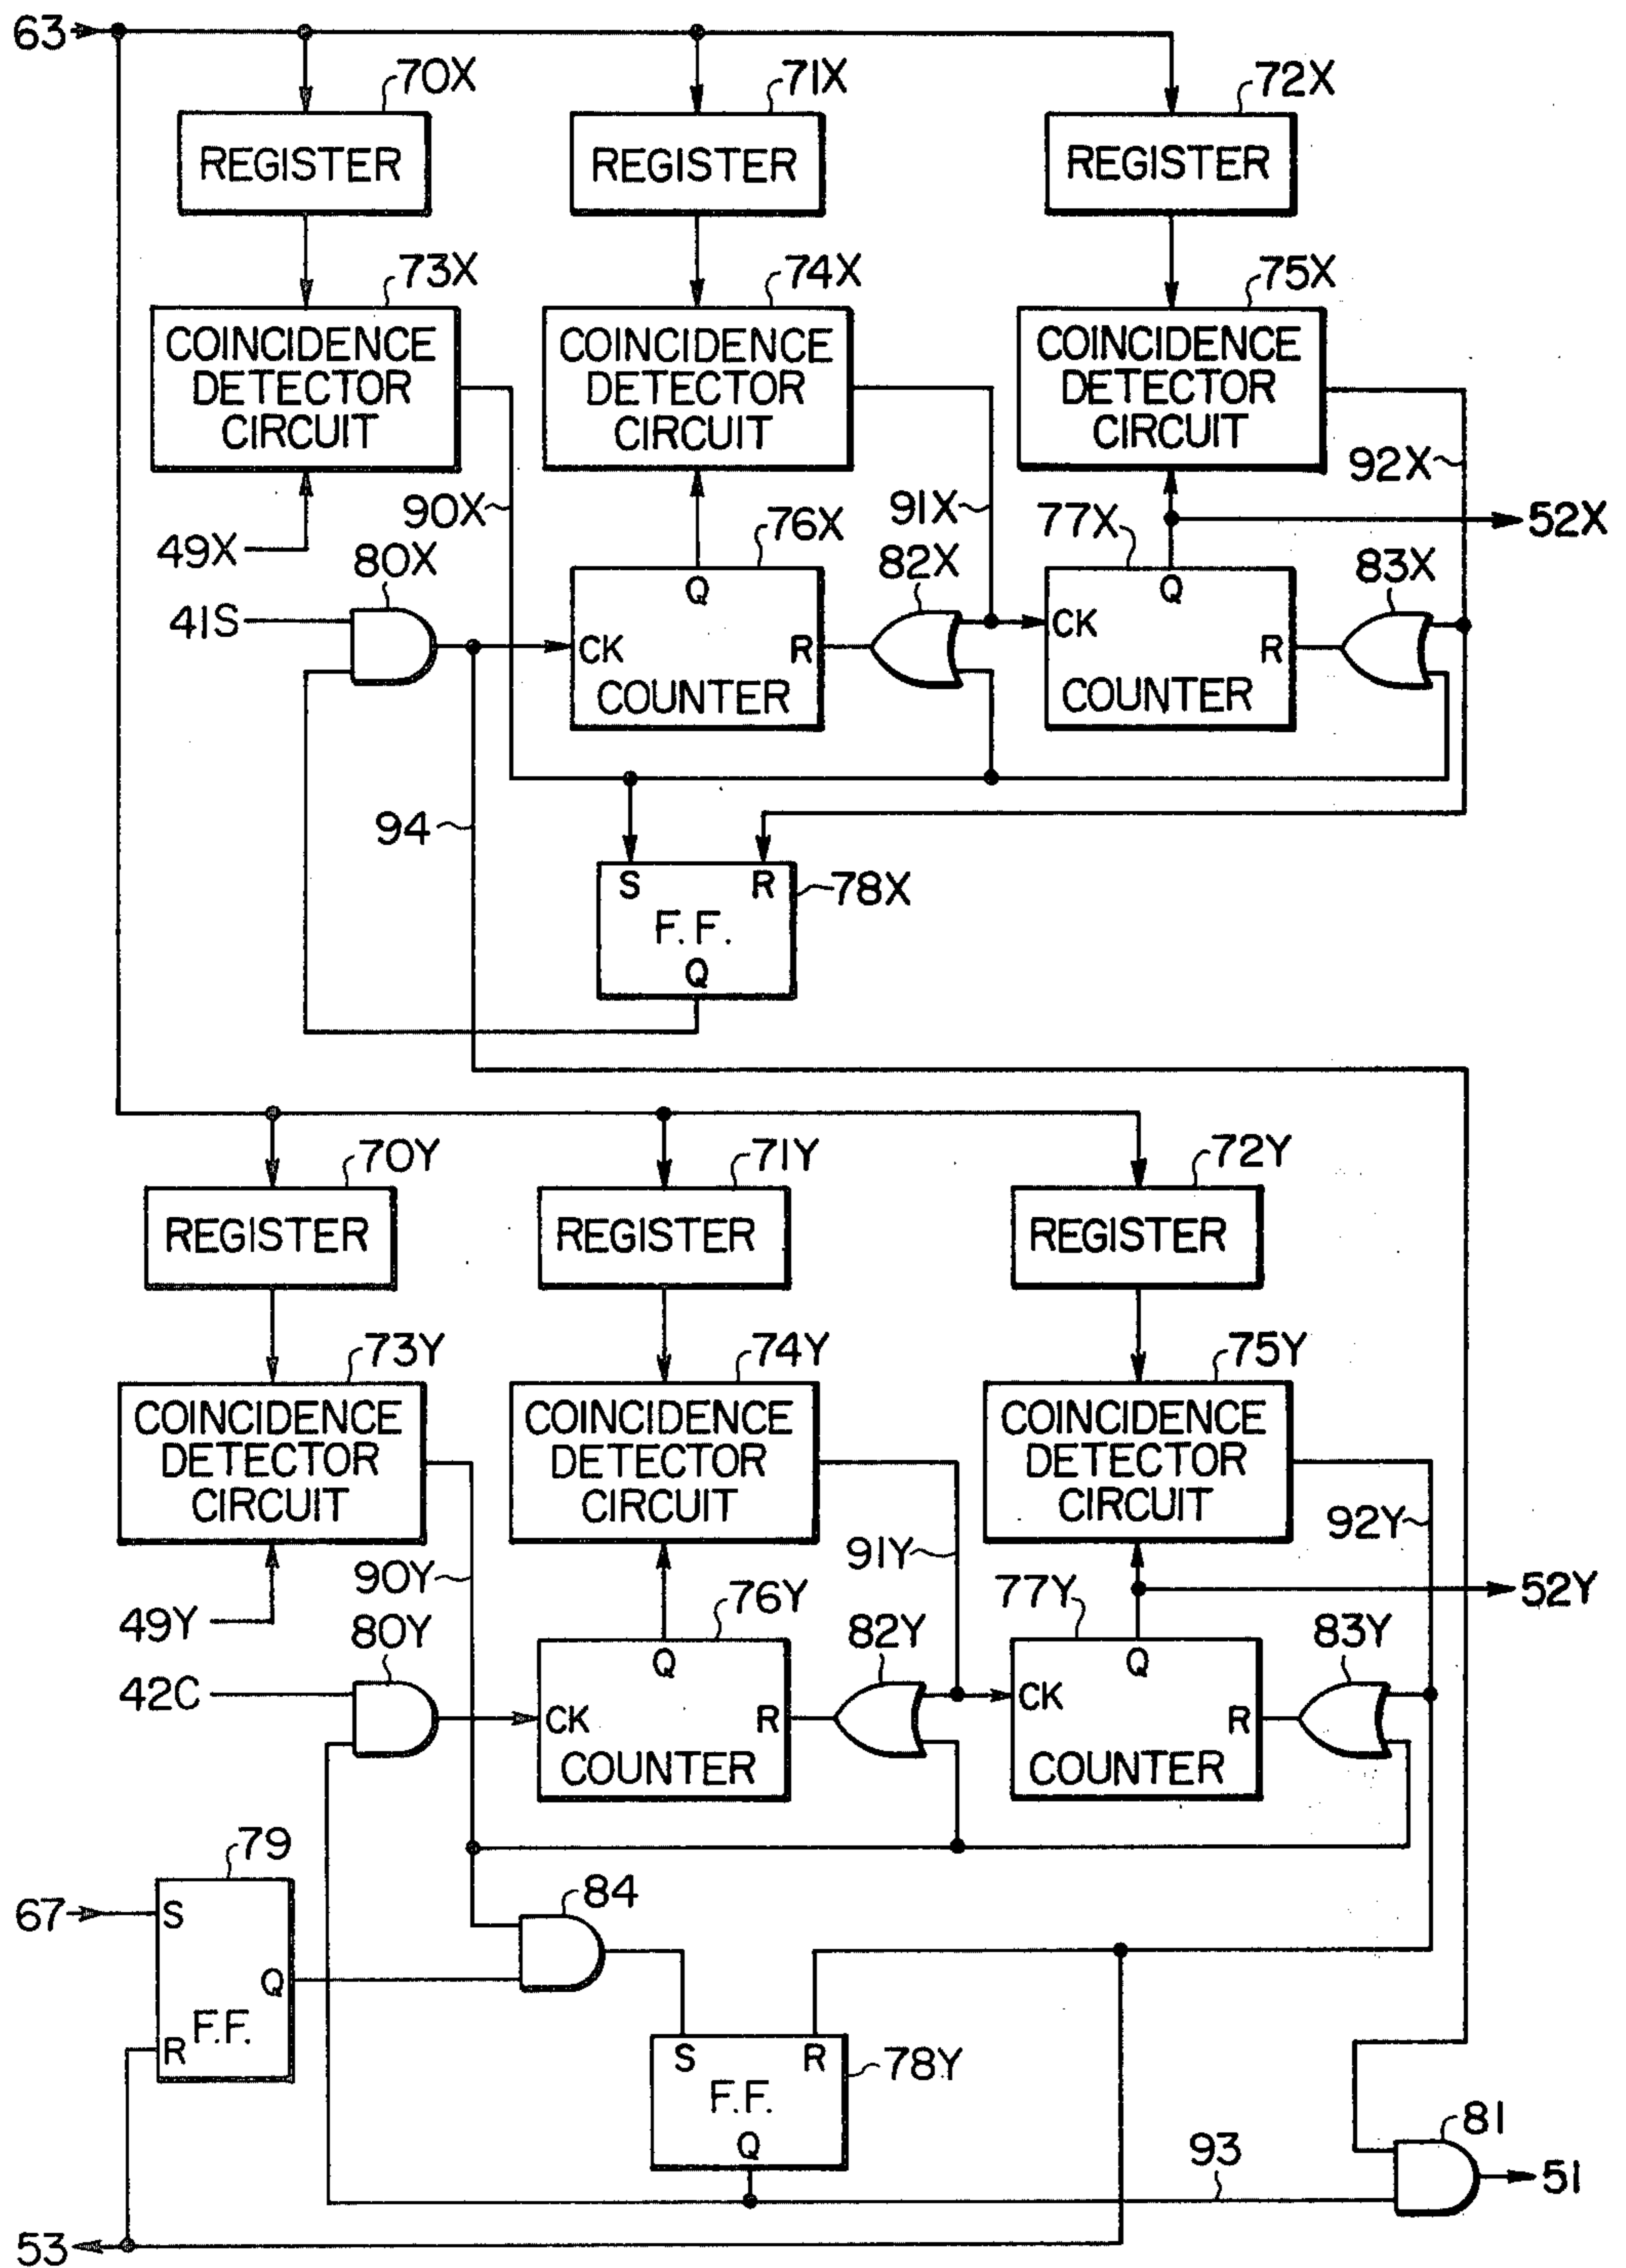 63
70X
71X
72X
REGISTER
REGISTER
REGISTER
73X
74X
75X
COINCIDENCE
DETECTOR
CIRCUIT
COINCIDENCE
DETECTOR
CIRCUIT
COINCIDENCE
DETECTOR
CIRCUIT
92X
90X
91X
49X
76X
77X
52X
80X
82X
83X
41S
Q
CK
R
COUNTER
Q
CK
R
COUNTER
94
S
R
F.F.
Q
78X
70Y
71Y
72Y
REGISTER
REGISTER
REGISTER
73Y
74Y
75Y
COINCIDENCE
DETECTOR
CIRCUIT
COINCIDENCE
DETECTOR
CIRCUIT
COINCIDENCE
DETECTOR
CIRCUIT
92Y
90Y
91Y
49Y
76Y
77Y
52Y
80Y
82Y
83Y
42C
Q
CK
R
COUNTER
Q
CK
R
COUNTER
79
67
S
Q
F.F.
R
84
S
R
F.F.
Q
78Y
93
81
51
53